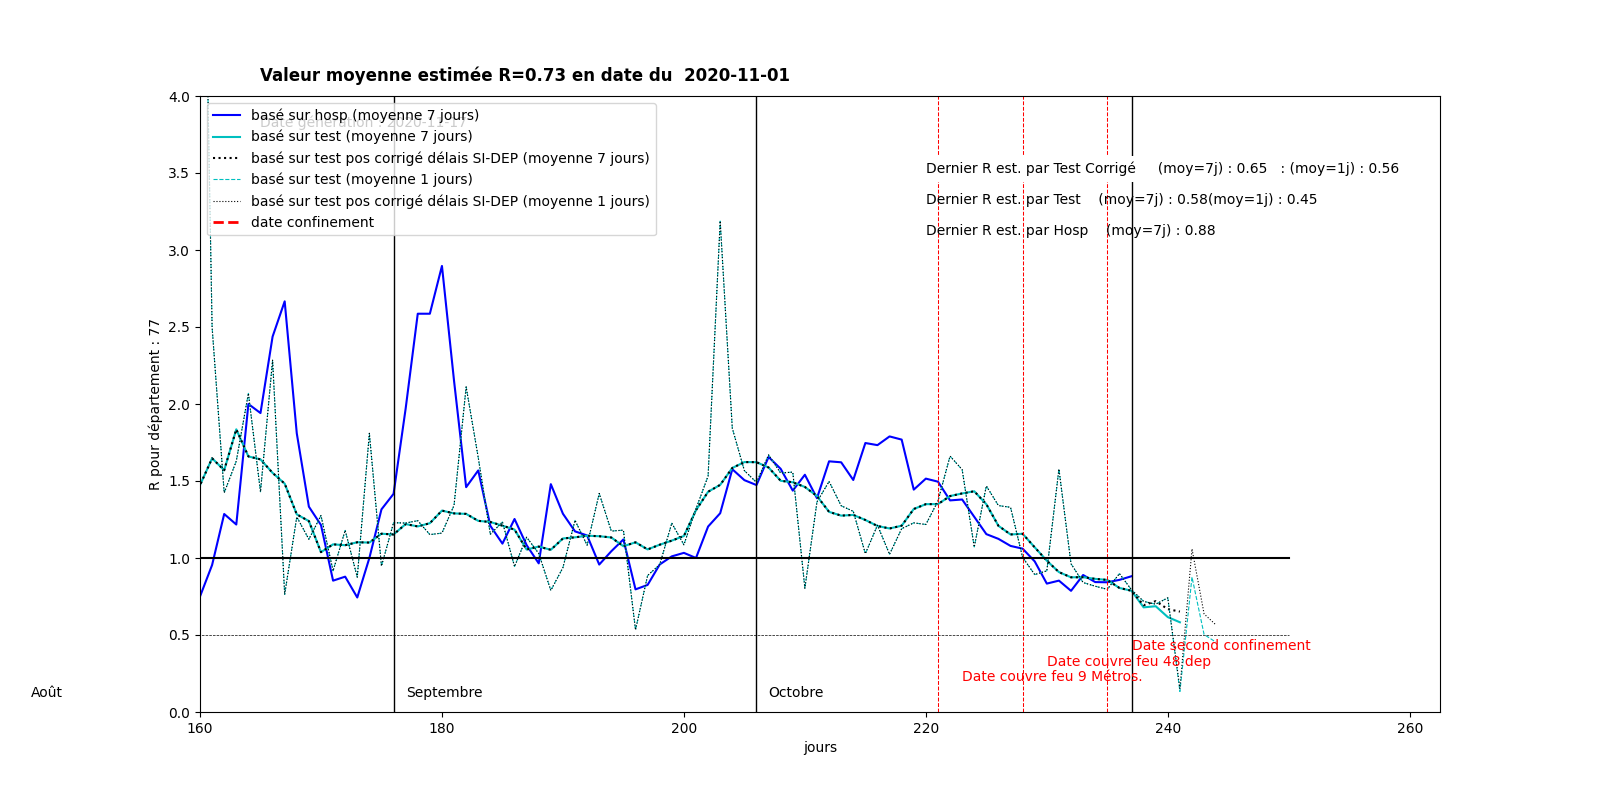 Valeur moyenne estimée R=0.73 en date du  2020-11-01
Date génération : 2020-11-17
basé sur hosp (moyenne 7 jours)
basé sur test (moyenne 7 jours)
basé sur test pos corrigé délais SI-DEP (moyenne 7 jours)
basé sur test (moyenne 1 jours)
basé sur test pos corrigé délais SI-DEP (moyenne 1 jours)
date confinement
Dernier R est. par Test Corrigé     (moy=7j) : 0.65   : (moy=1j) : 0.56
Dernier R est. par Test    (moy=7j) : 0.58(moy=1j) : 0.45
Dernier R est. par Hosp    (moy=7j) : 0.88
4.0
3.5
3.0
2.5
2.0
1.5
1.0
0.5
0.0
R pour département : 77
Date second confinement
Date couvre feu 48 dep
Date couvre feu 9 Métros.
Août
Septembre
Octobre
160
180
200
220
240
260
jours